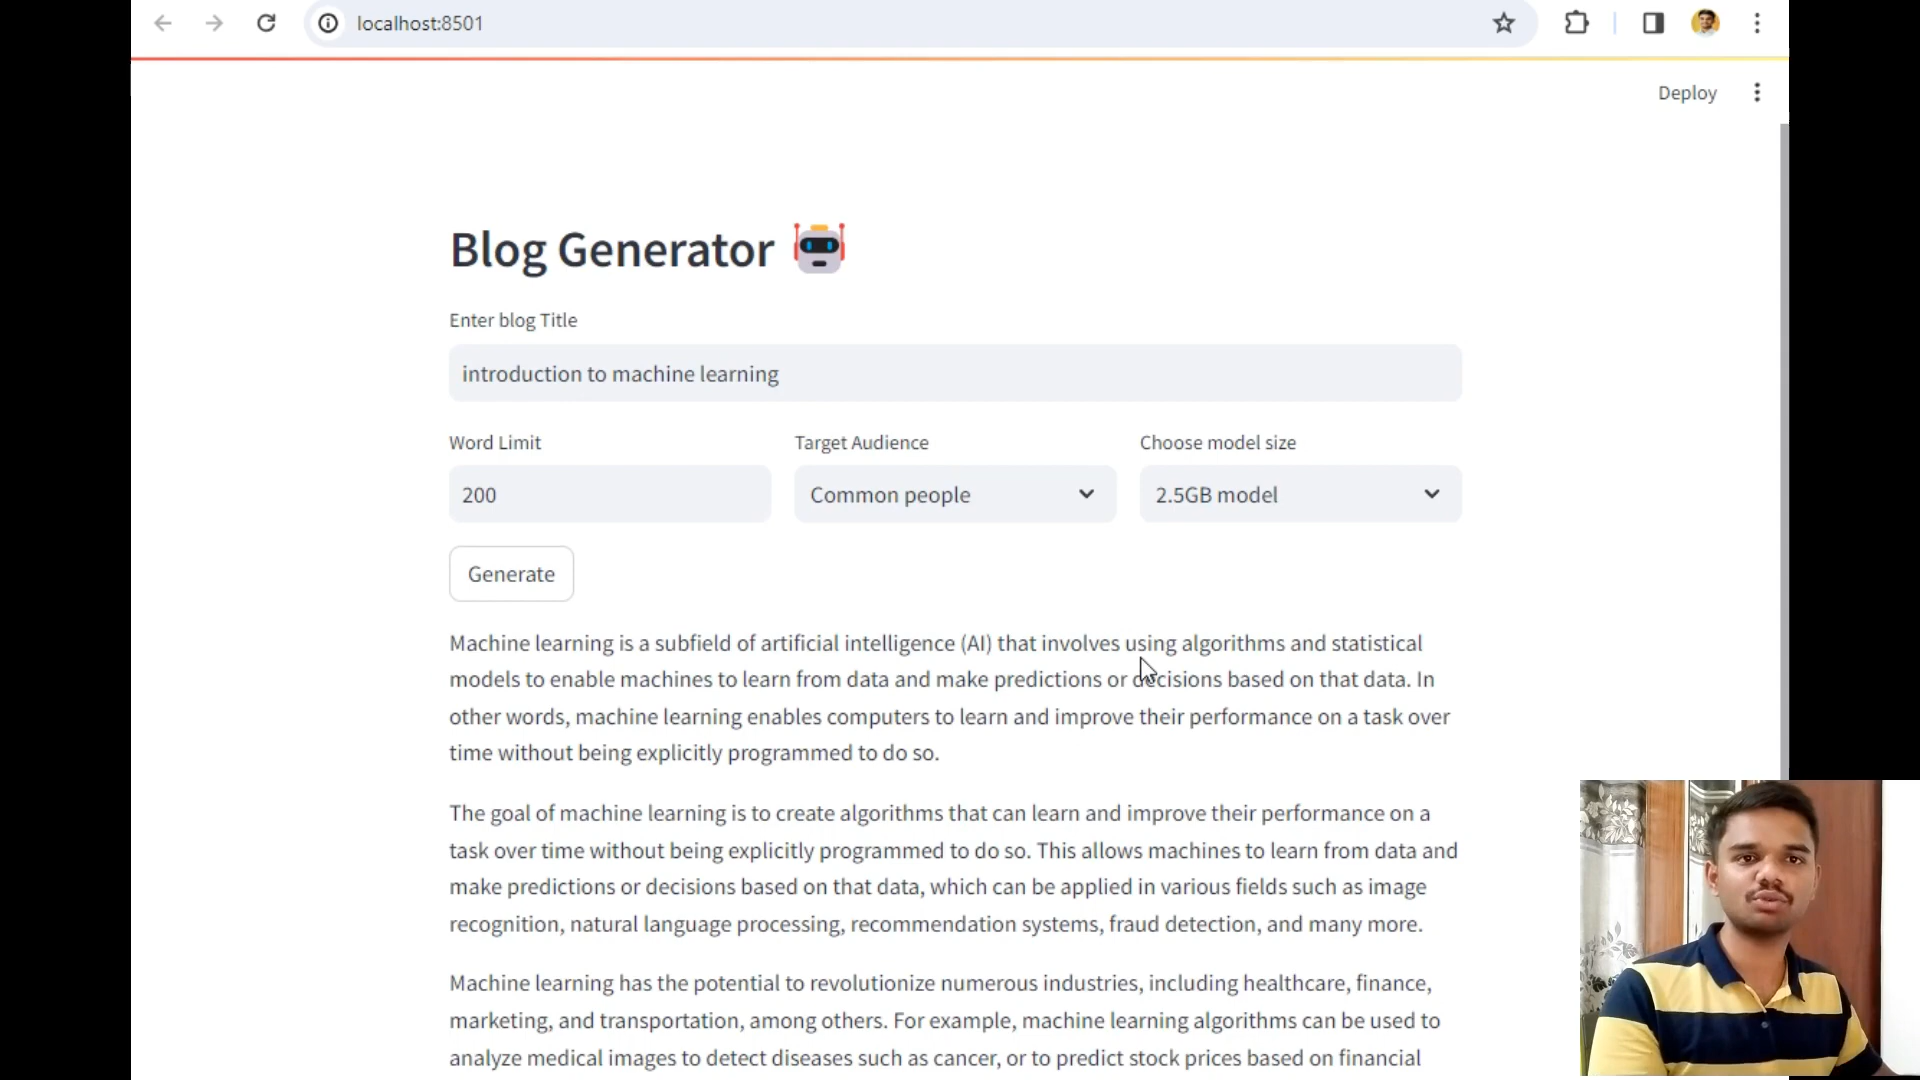 localhost:8501
Deploy
Blog Generator
Enter blog Title
introduction to machine learning
Word Limit
Target Audience
Choose model size
200
Common people
2.5GB model
Generate
Machine learning is a subfield of artificial intelligence (AI) that involves using algorithms and statistical
models to enable machines to learn from data and make predictions or decisions based on that data. In
other words, machine learning enables computers to learn and improve their performance on a task over
time without being explicitly programmed to do so.
The goal of machine learning is to create algorithms that can learn and improve their performance on a
task over time without being explicitly programmed to do so. This allows machines to learn from data and
make predictions or decisions based on that data, which can be applied in various fields such as image
recognition, natural language processing, recommendation systems, fraud detection, and many more.
Machine learning has the potential to revolutionize numerous industries, including healthcare, finance,
marketing, and transportation, among others. For example, machine learning algorithms can be used to
analyze medical images to detect diseases such as cancer, or to predict stock prices based on financial